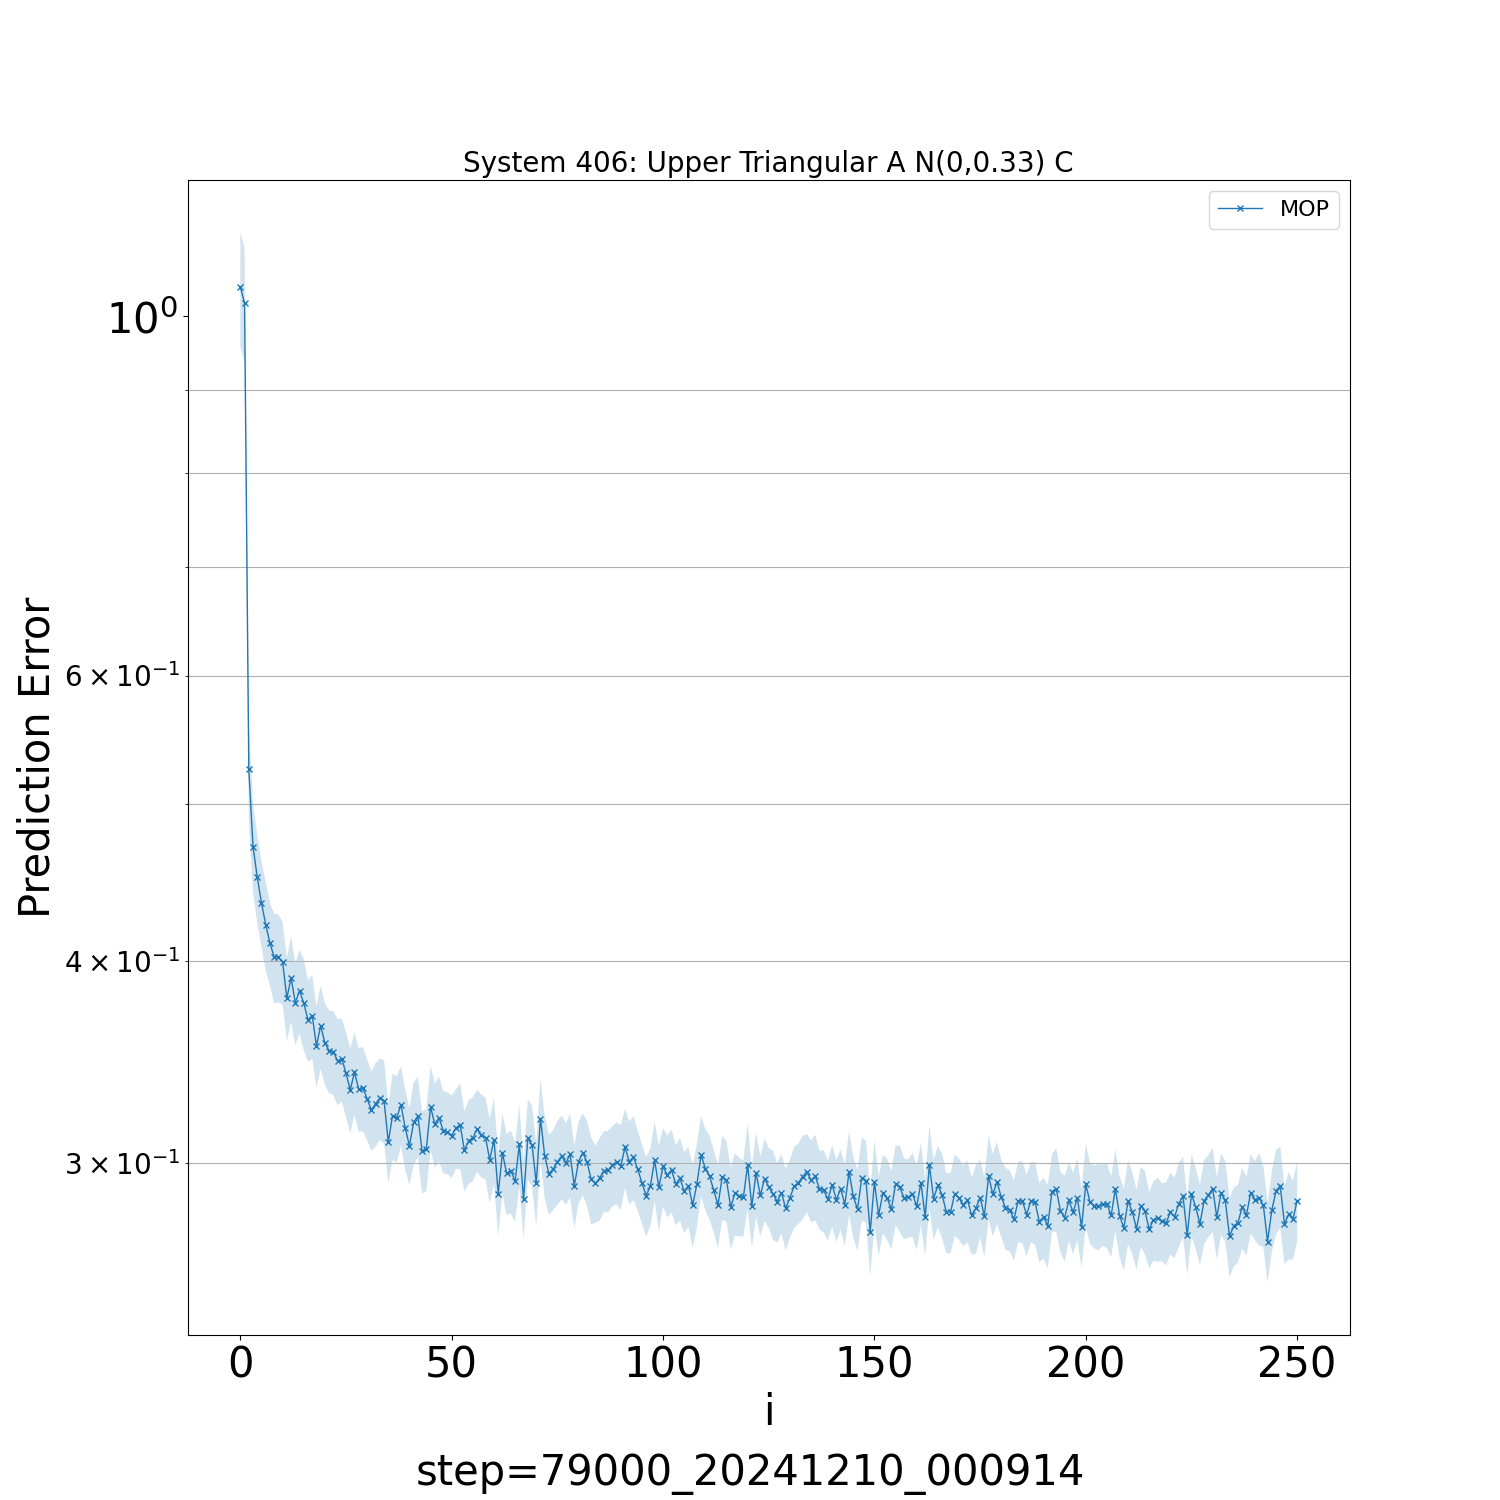 System 406: Upper Triangular A N(0,0.33) C
MOP
Prediction Error
10⁰
6 × 10⁻¹
4 × 10⁻¹
3 × 10⁻¹
0 50 100 150 200 250
i
step=79000_20241210_000914